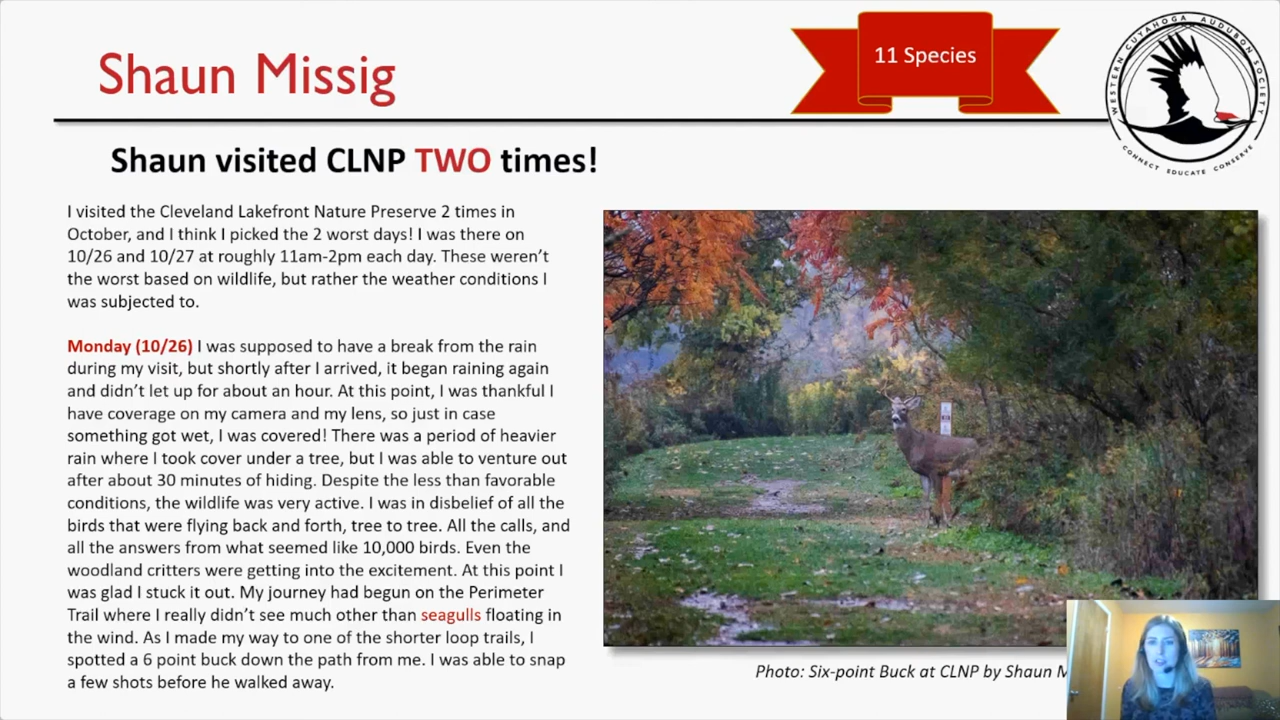 Shaun Missig
11 Species
WESTERN CUYAHOGA AUDUBON SOCIETY
CONNECT EDUCATE CONSERVE
Shaun visited CLNP TWO times!
I visited the Cleveland Lakefront Nature Preserve 2 times in
October, and I think I picked the 2 worst days! I was there on
10/26 and 10/27 at roughly 11am-2pm each day. These weren’t
the worst based on wildlife, but rather the weather conditions I
was subjected to.
Monday (10/26) I was supposed to have a break from the rain
during my visit, but shortly after I arrived, it began raining again
and didn’t let up for about an hour. At this point, I was thankful I
have coverage on my camera and my lens, so just in case
something got wet, I was covered! There was a period of heavier
rain where I took cover under a tree, but I was able to venture out
after about 30 minutes of hiding. Despite the less than favorable
conditions, the wildlife was very active. I was in disbelief of all the
birds that were flying back and forth, tree to tree. All the calls, and
all the answers from what seemed like 10,000 birds. Even the
woodland critters were getting into the excitement. At this point I
was glad I stuck it out. My journey had begun on the Perimeter
Trail where I really didn’t see much other than seagulls floating in
the wind. As I made my way to one of the shorter loop trails, I
spotted a 6 point buck down the path from me. I was able to snap
a few shots before he walked away.
Photo: Six-point Buck at CLNP by Shaun M